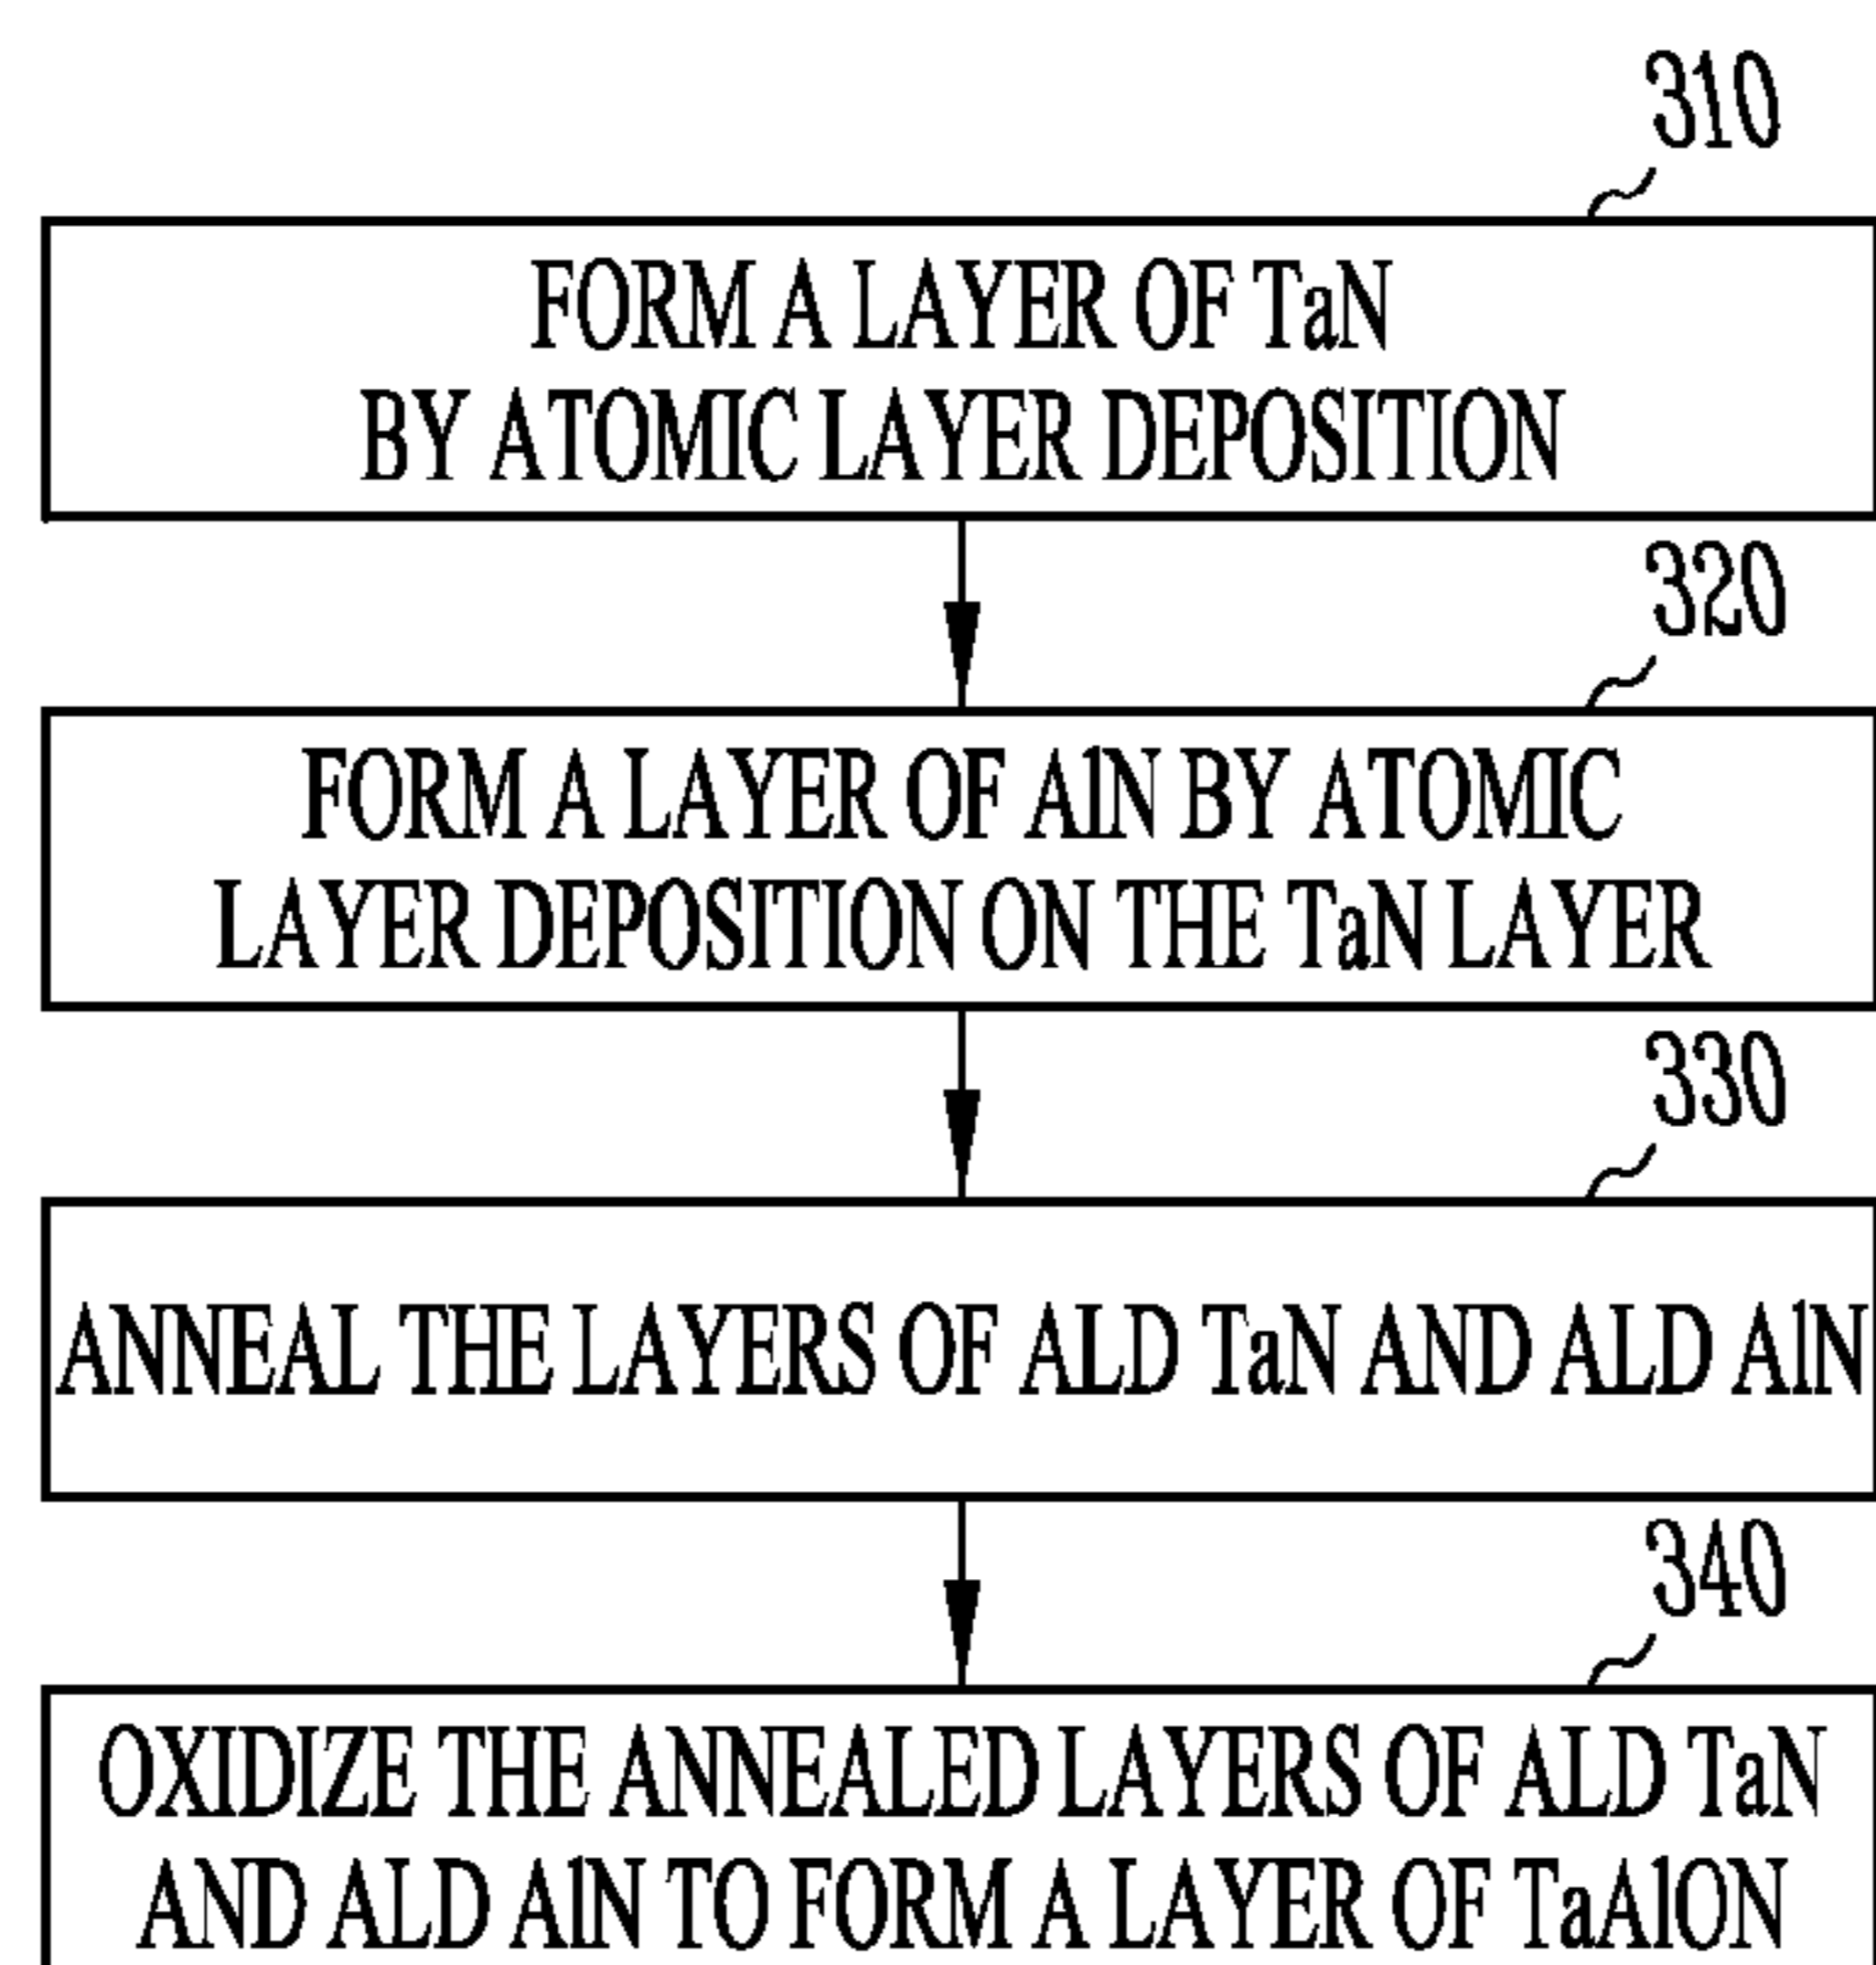 310
FORM A LAYER OF TaN
BY ATOMIC LAYER DEPOSITION
320
FORM A LAYER OF AlN BY ATOMIC
LAYER DEPOSITION ON THE TaN LAYER
330
ANNEAL THE LAYERS OF ALD TaN AND ALD AlN
340
OXIDIZE THE ANNEALED LAYERS OF ALD TaN
AND ALD AlN TO FORM A LAYER OF TaAlON